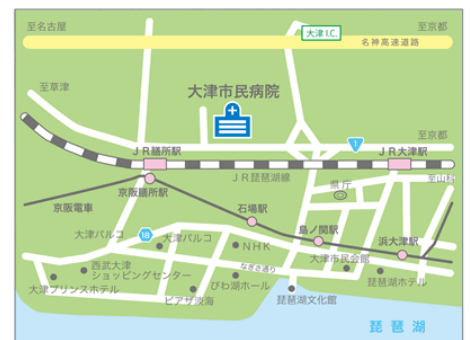 至名古屋
大津 I.C.
至京都
名神高速道路
至草津
大津市民病院
1
至京都
JR膳所駅
JR大津駅
JR琵琶湖線
至山科
京阪膳所駅
県庁
京阪電車
石場駅
大津パルコ
18
大津パルコ
島ノ関駅
浜大津駅
NHK
大津市民会館
西武大津
ショッピングセンター
なぎさ通り
びわ湖ホール
琵琶湖ホテル
大津プリンスホテル
ピアザ淡海
琵琶湖文化館
琵琶湖